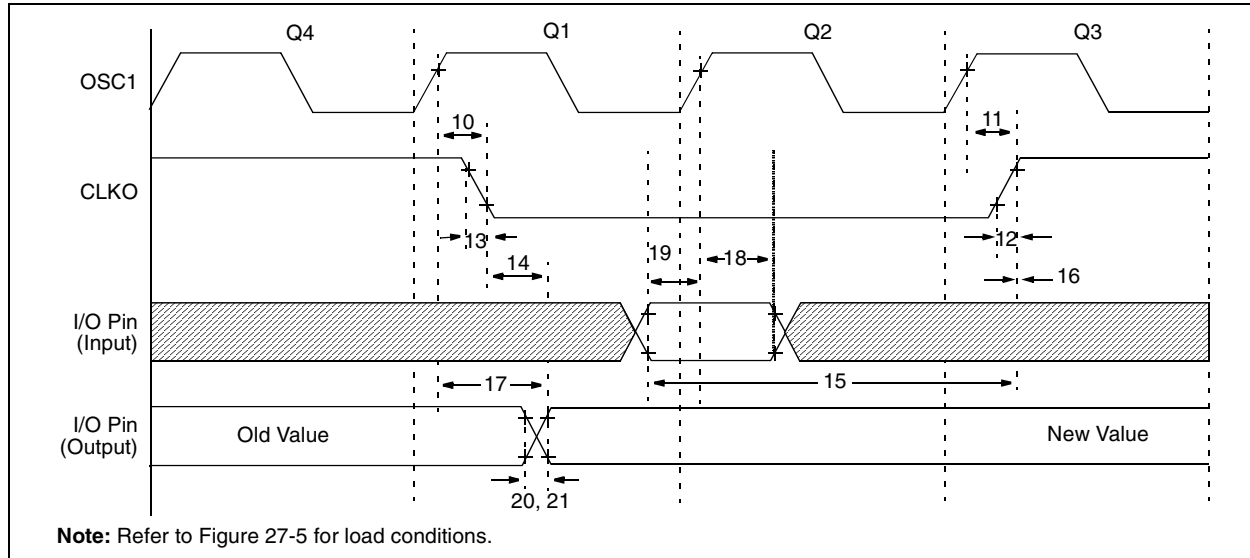 Q4 Q1 Q2 Q3
OSC1
10 11
CLKO
13 12
14 19 18
16
I/O Pin
(Input)
17 15
I/O Pin
(Output)
Old Value New Value
20, 21
Note: Refer to Figure 27-5 for load conditions.